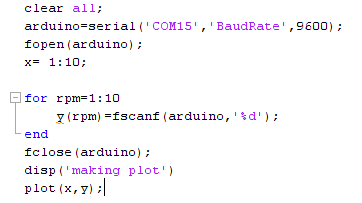 clear all;
arduino=serial('COM15','BaudRate',9600);
fopen(arduino);
x= 1:10;
for rpm=1:10
y(rpm)=fscanf(arduino,'%d');
end
fclose(arduino);
disp('making plot')
plot(x,y);